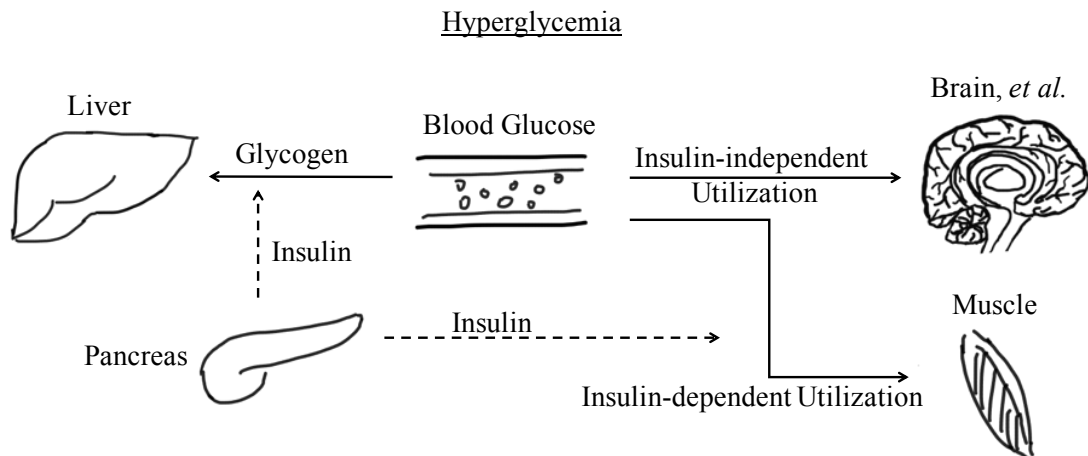 Hyperglycemia
Liver
Blood Glucose
Brain, et al.
Glycogen
Insulin-independent
Utilization
Insulin
Pancreas
Insulin
Muscle
Insulin-dependent Utilization